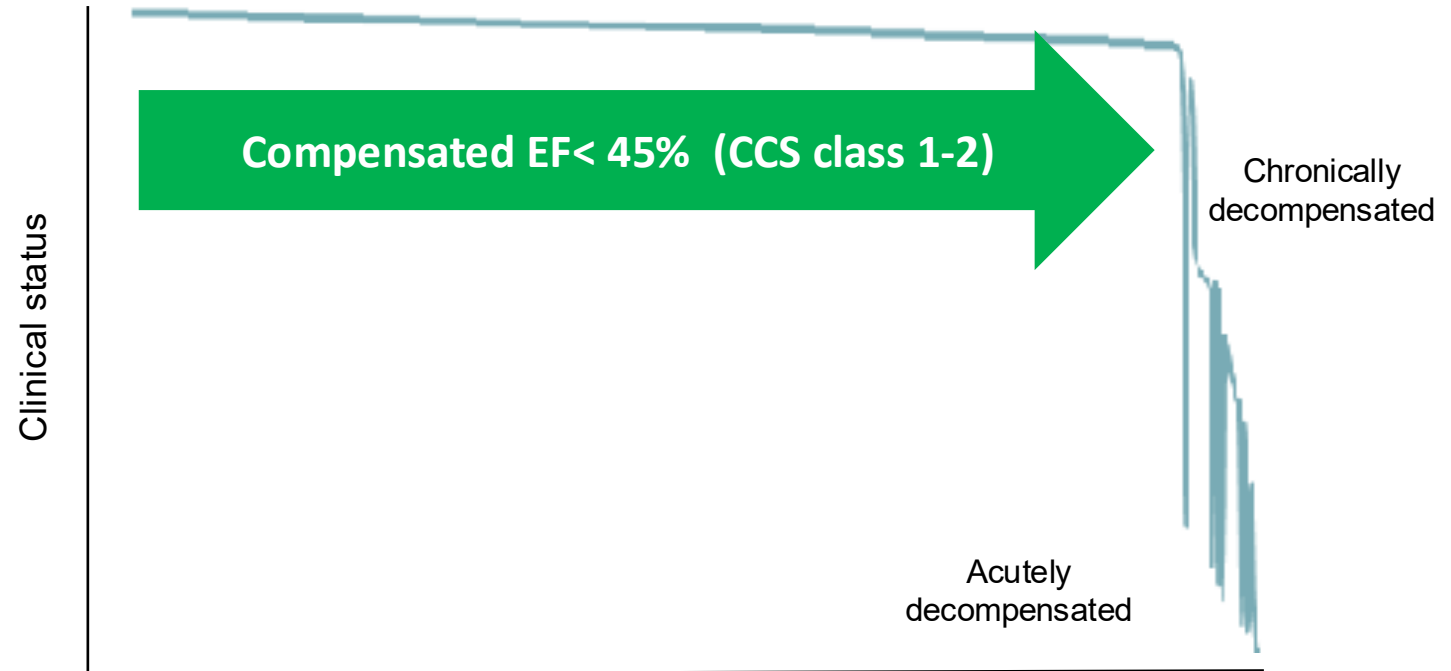 Compensated EF< 45%  (CCS class 1-2)
Chronically
decompensated
Clinical status
Acutely
decompensated